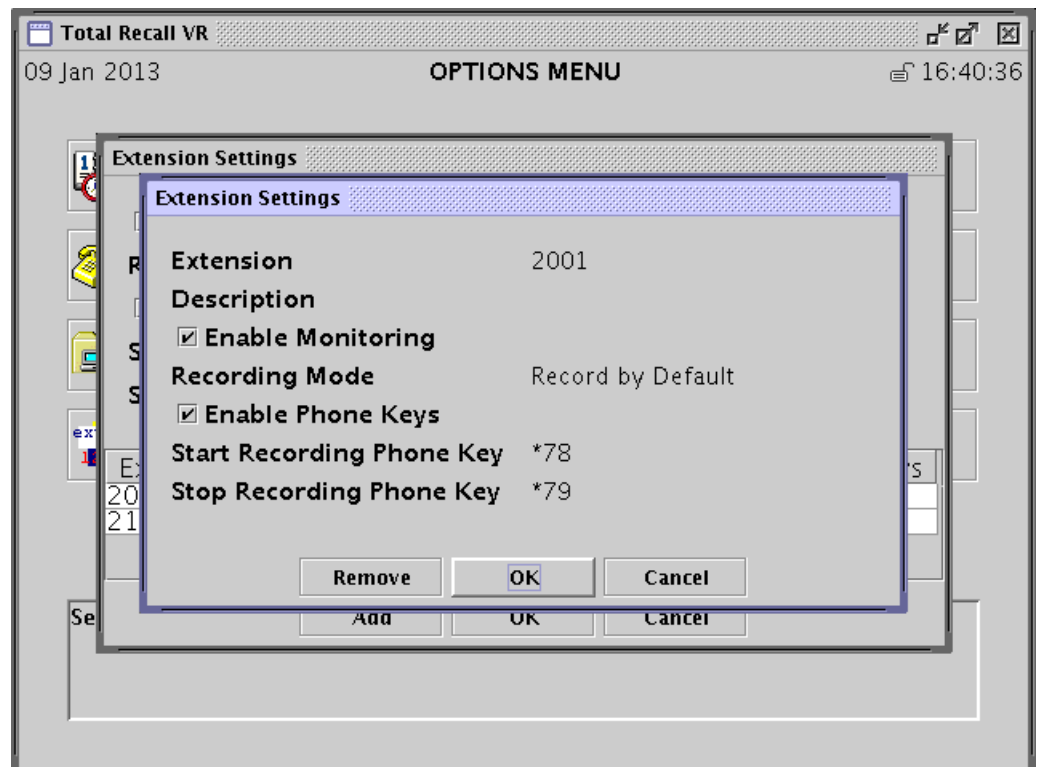 Total Recall VR
09 Jan 2013 OPTIONS MENU 16:40:36
Extension Settings
Extension Settings
Extension 2001
Description
Enable Monitoring
Recording Mode Record by Default
Enable Phone Keys
Start Recording Phone Key *78
Stop Recording Phone Key *79
Remove OK Cancel
Add OK Cancel